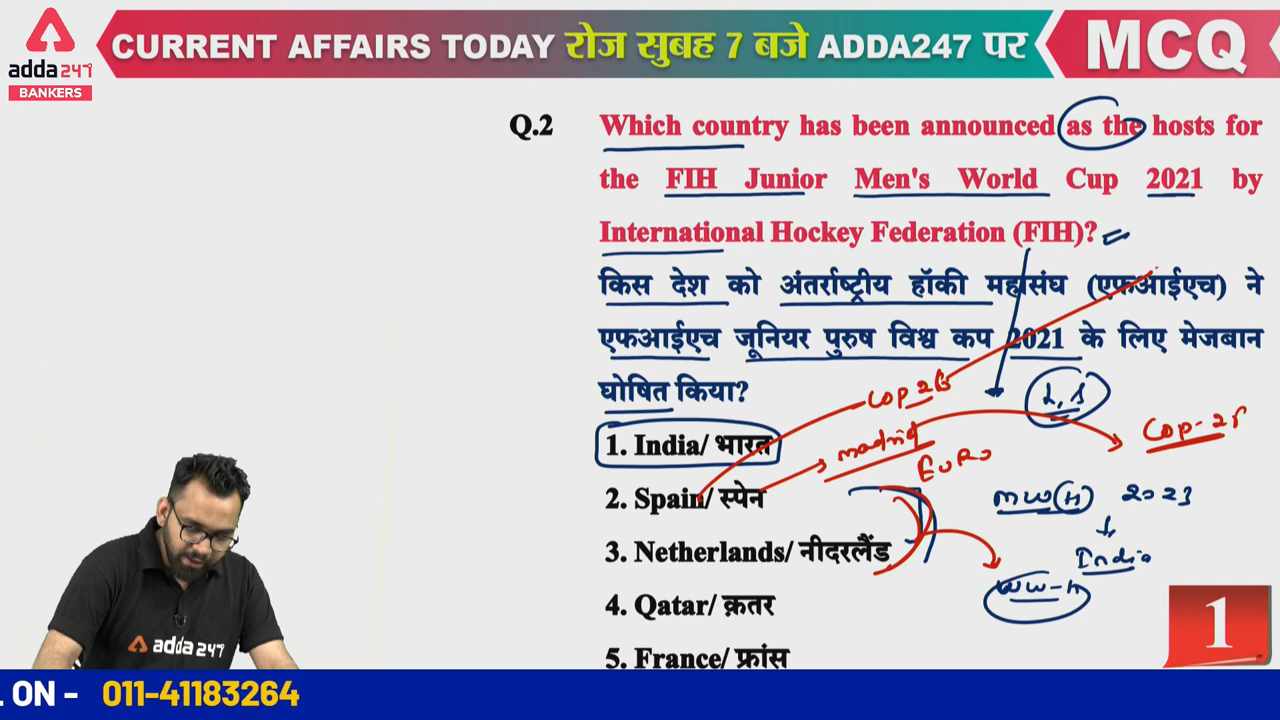 adda247
BANKERS
CURRENT AFFAIRS TODAY रोज सुबह 7 बजे ADDA247 पर
MCQ
Q.2 Which country has been announced as the hosts for
the FIH Junior Men's World Cup 2021 by
International Hockey Federation (FIH)?
किस देश को अंतर्राष्ट्रीय हॉकी महासंघ (एफआईएच) ने
एफआईएच जूनियर पुरुष विश्व कप 2021 के लिए मेजबान
घोषित किया?
COP 26
1. India/ भारत
madrid
COP-25
EURO
2. Spain/ स्पेन
MW(H) 2023
India
3. Netherlands/ नीदरलैंड
WW-H
4. Qatar/ क़तर
5. France/ फ्रांस
1
adda247
L ON - 011-41183264